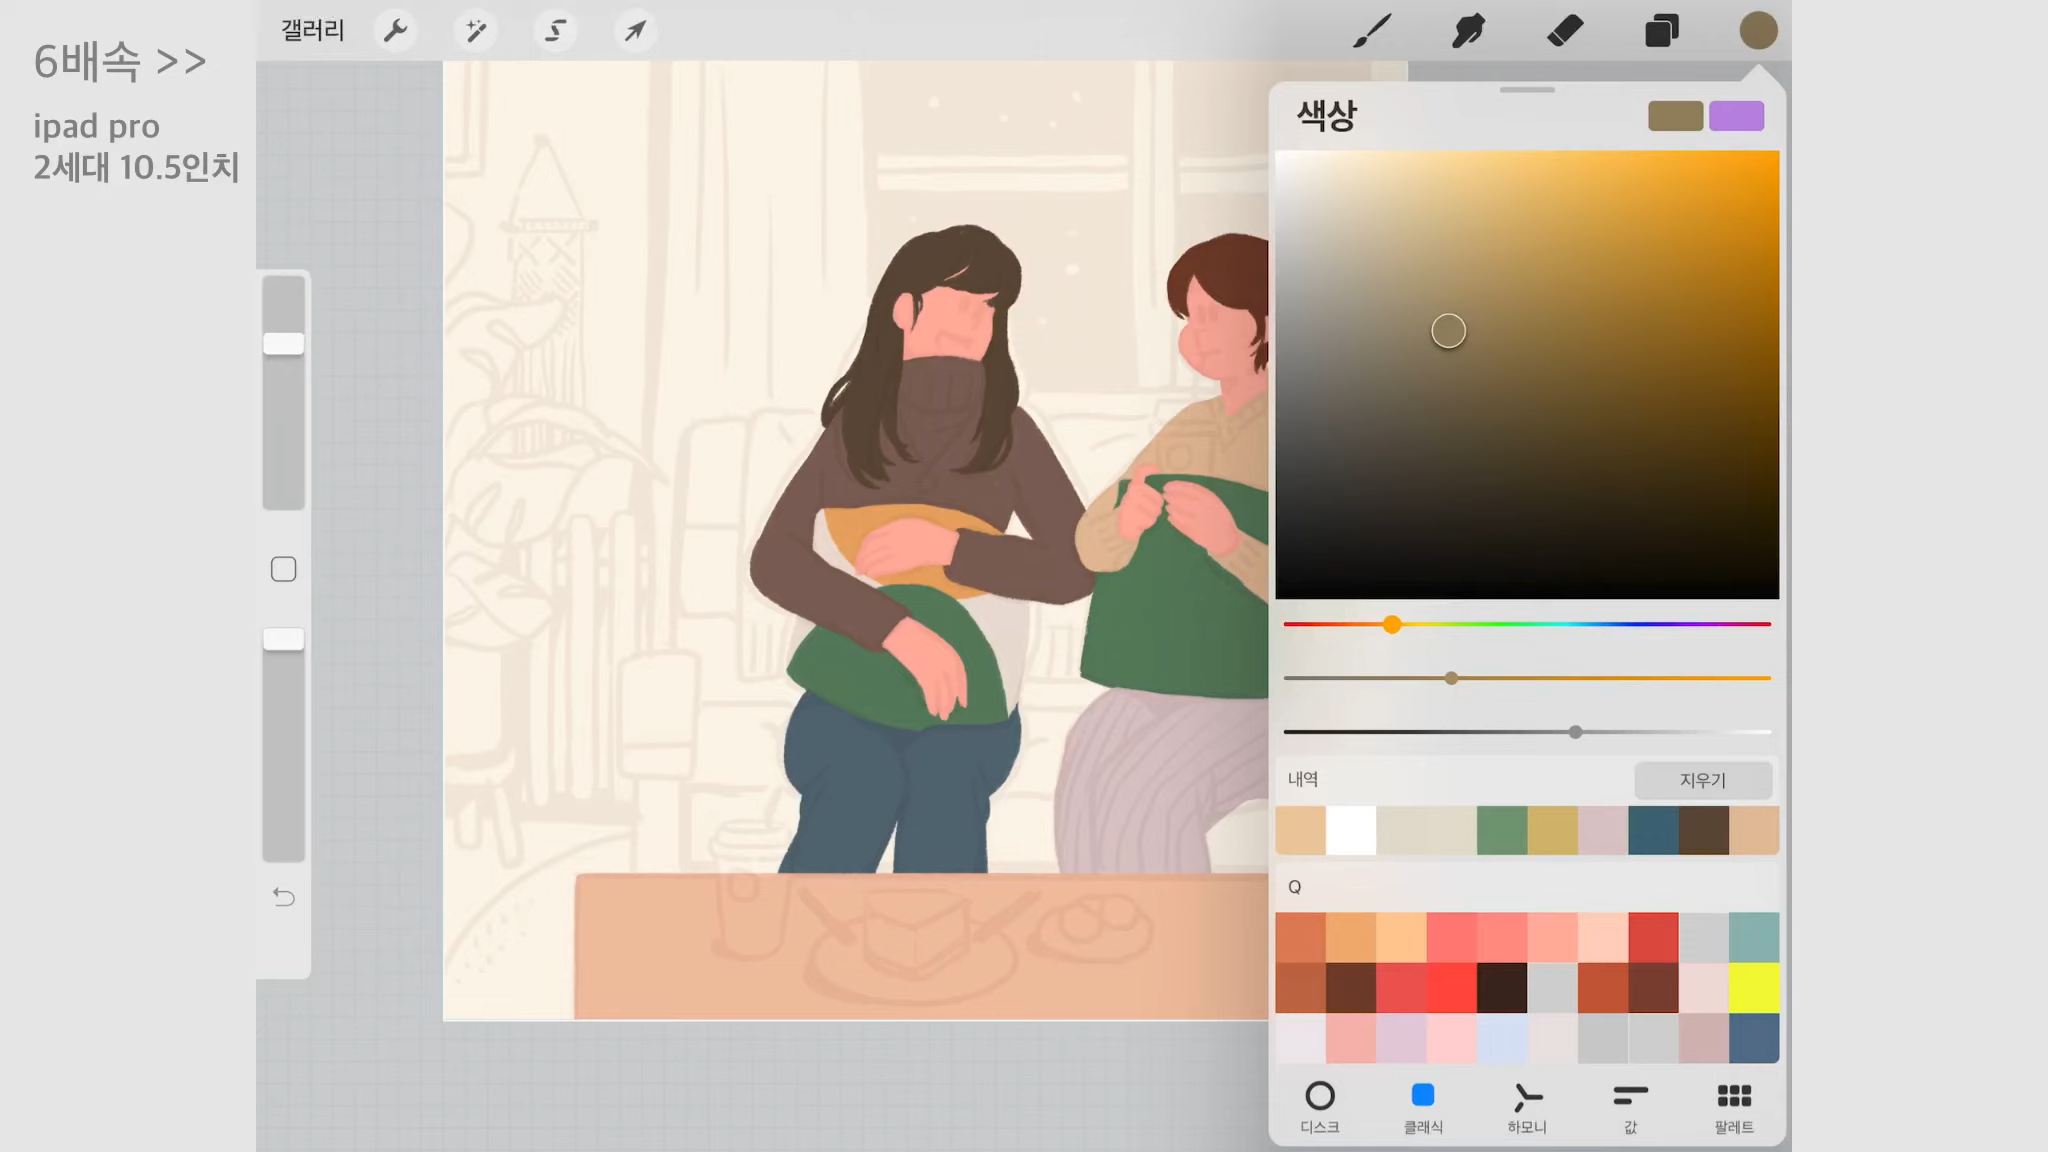 6배속 >>
ipad pro
2세대 10.5인치
갤러리
색상
내역
지우기
Q
디스크
클래식
하모니
값
팔레트